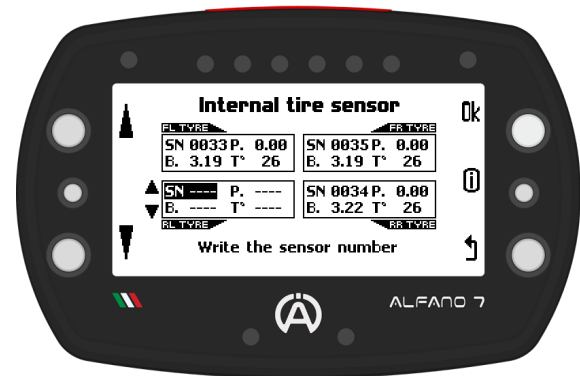 Internal tire sensor
Ok
FL TYRE
FR TYRE
SN 0033 P. 0.00
B. 3.19 T° 26
SN 0035 P. 0.00
B. 3.19 T° 26
SN ---- P. ----
B. ---- T° ----
SN 0034 P. 0.00
B. 3.22 T° 26
RL TYRE
RR TYRE
Write the sensor number
ALFANO 7